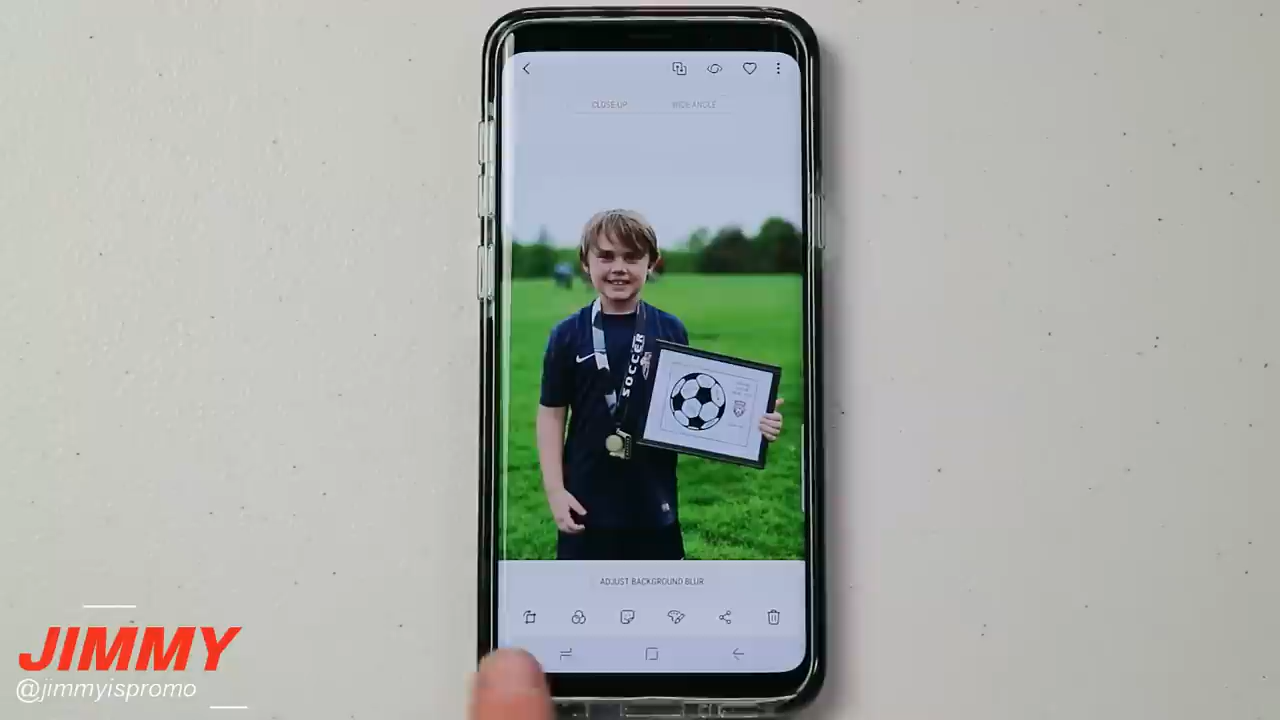 CLOSE-UP
WIDE-ANGLE
SOCCER
ADJUST BACKGROUND BLUR
JIMMY
@jimmyispromo